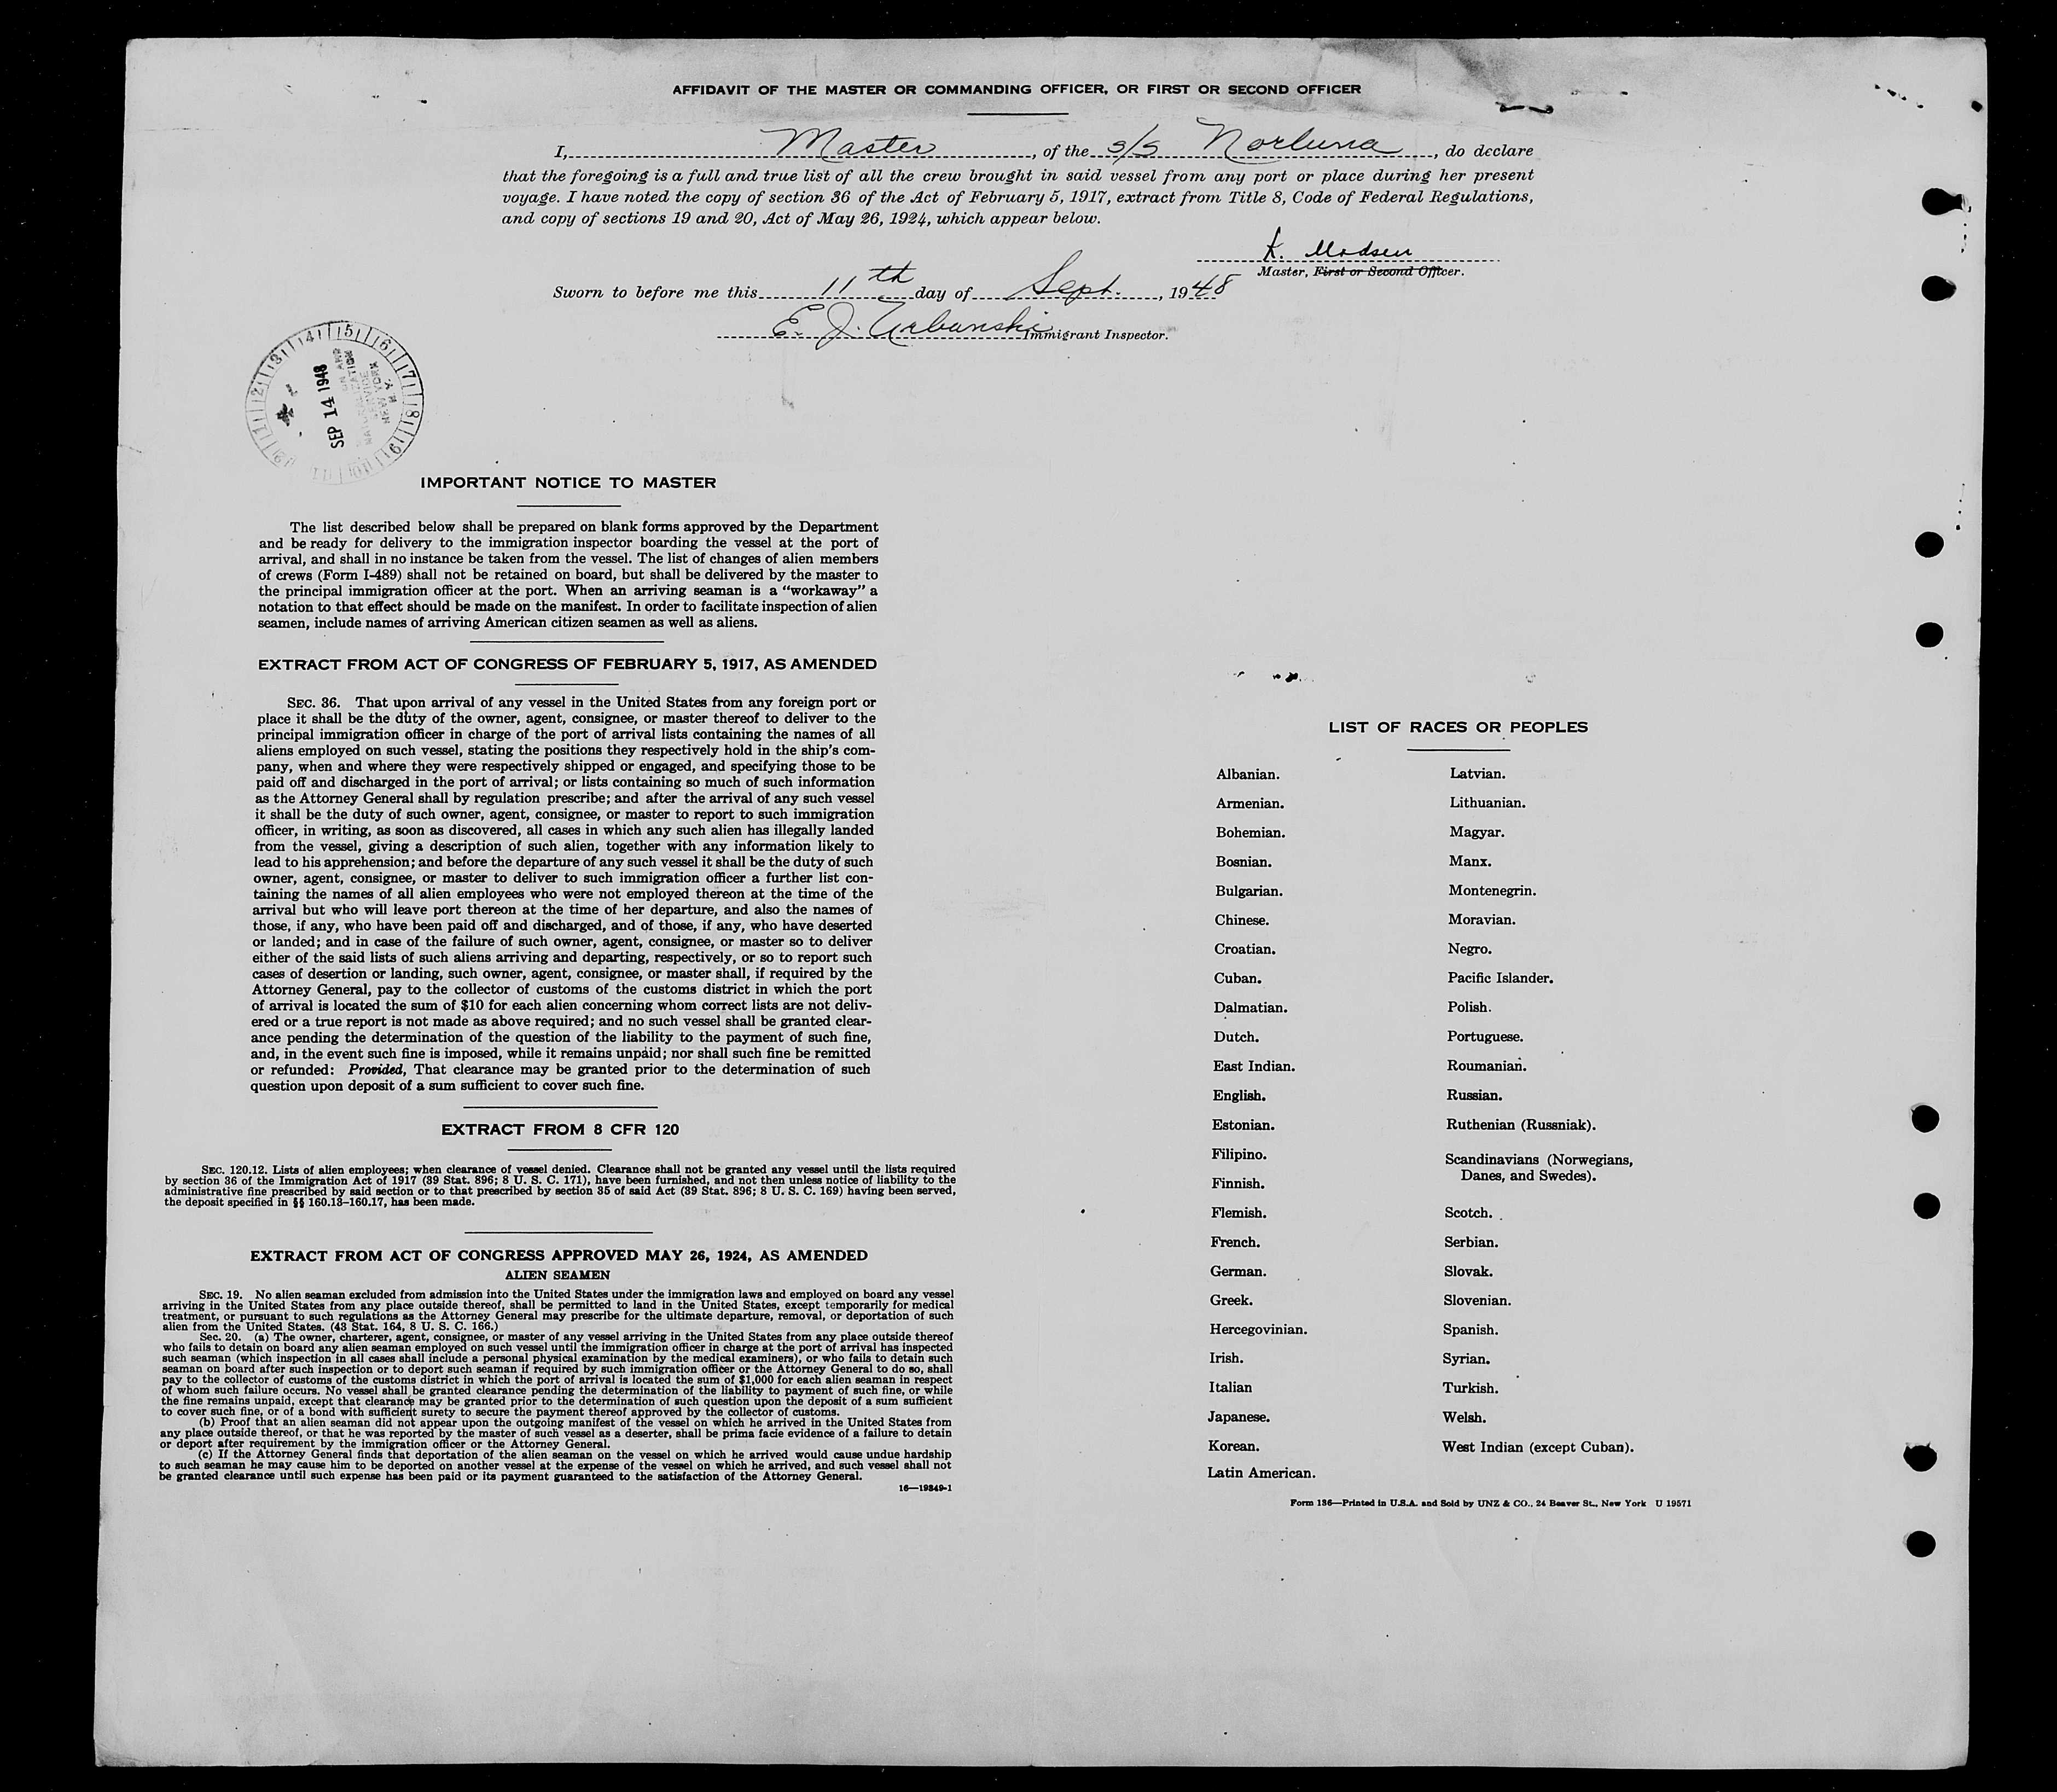 AFFIDAVIT OF THE MASTER OR COMMANDING OFFICER, OR FIRST OR SECOND OFFICER
I, Master, of the s/s Norluna, do declare
that the foregoing is a full and true list of all the crew brought in said vessel from any port or place during her present
voyage. I have noted the copy of section 36 of the Act of February 5, 1917, extract from Title 8, Code of Federal Regulations,
and copy of sections 19 and 20, Act of May 26, 1924, which appear below.
K. Madsen
Master, First or Second Officer.
Sworn to before me this 11th day of Sept., 1948
E. J. Urbanski Immigrant Inspector.
SEP 14 1948
NEW YORK
N. Y.
IMPORTANT NOTICE TO MASTER
The list described below shall be prepared on blank forms approved by the Department
and be ready for delivery to the immigration inspector boarding the vessel at the port of
arrival, and shall in no instance be taken from the vessel. The list of changes of alien members
of crews (Form I-489) shall not be retained on board, but shall be delivered by the master to
the principal immigration officer at the port. When an arriving seaman is a "workaway" a
notation to that effect should be made on the manifest. In order to facilitate inspection of alien
seamen, include names of arriving American citizen seamen as well as aliens.
EXTRACT FROM ACT OF CONGRESS OF FEBRUARY 5, 1917, AS AMENDED
SEC. 36. That upon arrival of any vessel in the United States from any foreign port or
place it shall be the duty of the owner, agent, consignee, or master thereof to deliver to the
principal immigration officer in charge of the port of arrival lists containing the names of all
aliens employed on such vessel, stating the positions they respectively hold in the ship's com-
pany, when and where they were respectively shipped or engaged, and specifying those to be
paid off and discharged in the port of arrival; or lists containing so much of such information
as the Attorney General shall by regulation prescribe; and after the arrival of any such vessel
it shall be the duty of such owner, agent, consignee, or master to report to such immigration
officer, in writing, as soon as discovered, all cases in which any such alien has illegally landed
from the vessel, giving a description of such alien, together with any information likely to
lead to his apprehension; and before the departure of any such vessel it shall be the duty of such
owner, agent, consignee, or master to deliver to such immigration officer a further list con-
taining the names of all alien employees who were not employed thereon at the time of the
arrival but who will leave port thereon at the time of her departure, and also the names of
those, if any, who have been paid off and discharged, and of those, if any, who have deserted
or landed; and in case of the failure of such owner, agent, consignee, or master so to deliver
either of the said lists of such aliens arriving and departing, respectively, or so to report such
cases of desertion or landing, such owner, agent, consignee, or master shall, if required by the
Attorney General, pay to the collector of customs of the customs district in which the port
of arrival is located the sum of $10 for each alien concerning whom correct lists are not deliv-
ered or a true report is not made as above required; and no such vessel shall be granted clear-
ance pending the determination of the question of the liability to the payment of such fine,
and, in the event such fine is imposed, while it remains unpaid; nor shall such fine be remitted
or refunded: Provided, That clearance may be granted prior to the determination of such
question upon deposit of a sum sufficient to cover such fine.
EXTRACT FROM 8 CFR 120
SEC. 120.12. Lists of alien employees; when clearance of vessel denied. Clearance shall not be granted any vessel until the lists required
by section 36 of the Immigration Act of 1917 (39 Stat. 896; 8 U. S. C. 171), have been furnished, and not then unless notice of liability to the
administrative fine prescribed by said section or to that prescribed by section 35 of said Act (39 Stat. 896; 8 U. S. C. 169) having been served,
the deposit specified in §§ 160.13-160.17, has been made.
EXTRACT FROM ACT OF CONGRESS APPROVED MAY 26, 1924, AS AMENDED
ALIEN SEAMEN
SEC. 19. No alien seaman excluded from admission into the United States under the immigration laws and employed on board any vessel
arriving in the United States from any place outside thereof, shall be permitted to land in the United States, except temporarily for medical
treatment, or pursuant to such regulations as the Attorney General may prescribe for the ultimate departure, removal, or deportation of such
alien from the United States. (43 Stat. 164, 8 U. S. C. 166.)
Sec. 20. (a) The owner, charterer, agent, consignee, or master of any vessel arriving in the United States from any place outside thereof
who fails to detain on board any alien seaman employed on such vessel until the immigration officer in charge at the port of arrival has inspected
such seaman (which inspection in all cases shall include a personal physical examination by the medical examiners), or who fails to detain such
seaman on board after such inspection or to deport such seaman if required by such immigration officer or the Attorney General to do so, shall
pay to the collector of customs of the customs district in which the port of arrival is located the sum of $1,000 for each alien seaman in respect
of whom such failure occurs. No vessel shall be granted clearance pending the determination of the liability to payment of such fine, or while
the fine remains unpaid, except that clearance may be granted prior to the determination of such question upon the deposit of a sum sufficient
to cover such fine, or of a bond with sufficient surety to secure the payment thereof approved by the collector of customs.
(b) Proof that an alien seaman did not appear upon the outgoing manifest of the vessel on which he arrived in the United States from
any place outside thereof, or that he was reported by the master of such vessel as a deserter, shall be prima facie evidence of a failure to detain
or deport after requirement by the immigration officer or the Attorney General.
(c) If the Attorney General finds that deportation of the alien seaman on the vessel on which he arrived would cause undue hardship
to such seaman he may cause him to be deported on another vessel at the expense of the vessel on which he arrived, and such vessel shall not
be granted clearance until such expense has been paid or its payment guaranteed to the satisfaction of the Attorney General.
16—19849-1
LIST OF RACES OR PEOPLES
Albanian.
Armenian.
Bohemian.
Bosnian.
Bulgarian.
Chinese.
Croatian.
Cuban.
Dalmatian.
Dutch.
East Indian.
English.
Estonian.
Filipino.
Finnish.
Flemish.
French.
German.
Greek.
Hercegovinian.
Irish.
Italian
Japanese.
Korean.
Latin American.
Latvian.
Lithuanian.
Magyar.
Manx.
Montenegrin.
Moravian.
Negro.
Pacific Islander.
Polish.
Portuguese.
Roumanian.
Russian.
Ruthenian (Russniak).
Scandinavians (Norwegians,
Danes, and Swedes).
Scotch.
Serbian.
Slovak.
Slovenian.
Spanish.
Syrian.
Turkish.
Welsh.
West Indian (except Cuban).
Form 136—Printed in U.S.A. and Sold by UNZ & CO., 24 Beaver St., New York U 19571